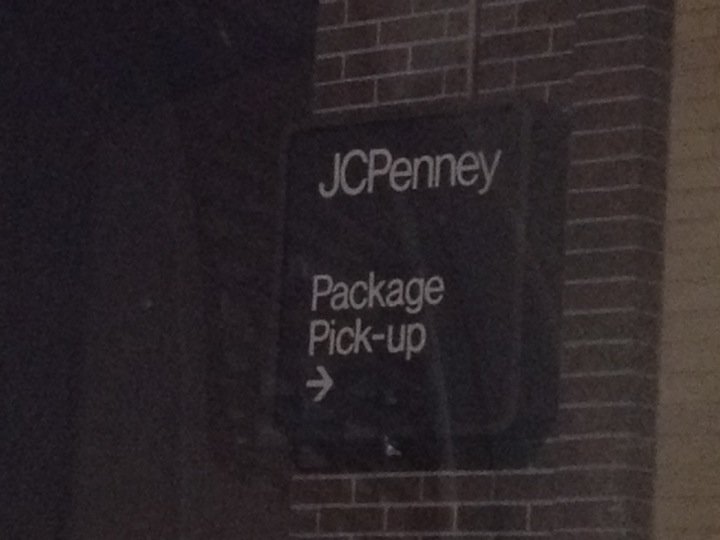 JCPenney
Package
Pick-up
→